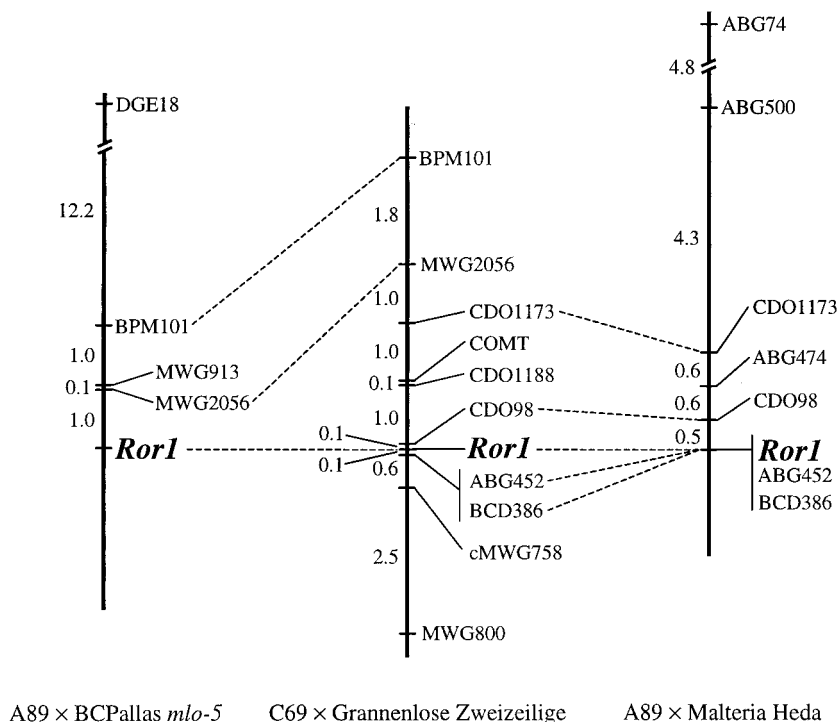 DGE18
12.2
BPM101
1.0
MWG913
0.1
MWG2056
1.0
Ror1
BPM101
1.8
MWG2056
1.0
CDO1173
1.0
COMT
0.1
CDO1188
1.0
CDO98
0.1
Ror1
0.1
0.6
ABG452
BCD386
cMWG758
2.5
MWG800
ABG74
4.8
ABG500
4.3
CDO1173
0.6
ABG474
0.6
CDO98
0.5
Ror1
ABG452
BCD386
A89 × BCPallas mlo-5
C69 × Grannenlose Zweizeilige
A89 × Malteria Heda